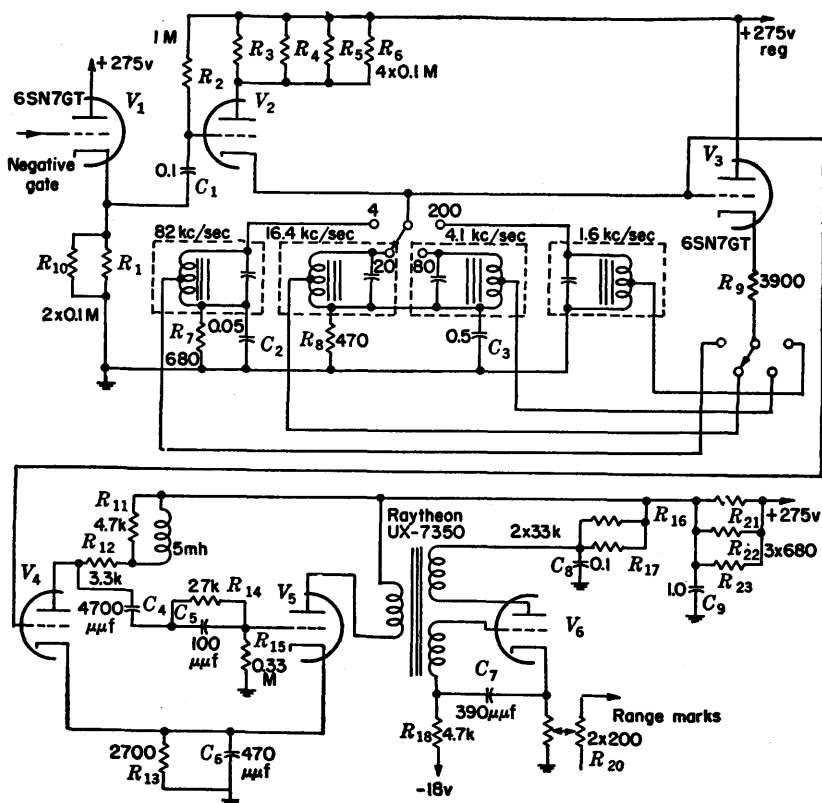 1M
R₃
R₄
R₅
R₆
+275v
reg
+275v
R₂
4x0.1M
6SN7GT
V₁
V₂
V₃
Negative
gate
0.1
C₁
6SN7GT
4
200
82 kc/sec
16.4 kc/sec
4.1 kc/sec
1.6 kc/sec
R₁₀
R₁
20
80
R₉
3900
2x0.1M
R₇
0.05
C₂
R₈
470
0.5
C₃
680
R₁₁
4.7k
5mh
Raytheon
UX-7350
2x33k
R₁₆
R₂₁
+275v
R₁₂
3.3k
V₄
C₈
0.1
R₁₇
R₂₂
3x680
R₂₃
27k
R₁₄
V₅
1.0
C₉
4700
μμf
C₄
C₅
V₆
100
μμf
R₁₅
0.33
M
C₇
390μμf
Range marks
2700
R₁₃
C₆
470
μμf
R₁₈
4.7k
2x200
R₂₀
-18v